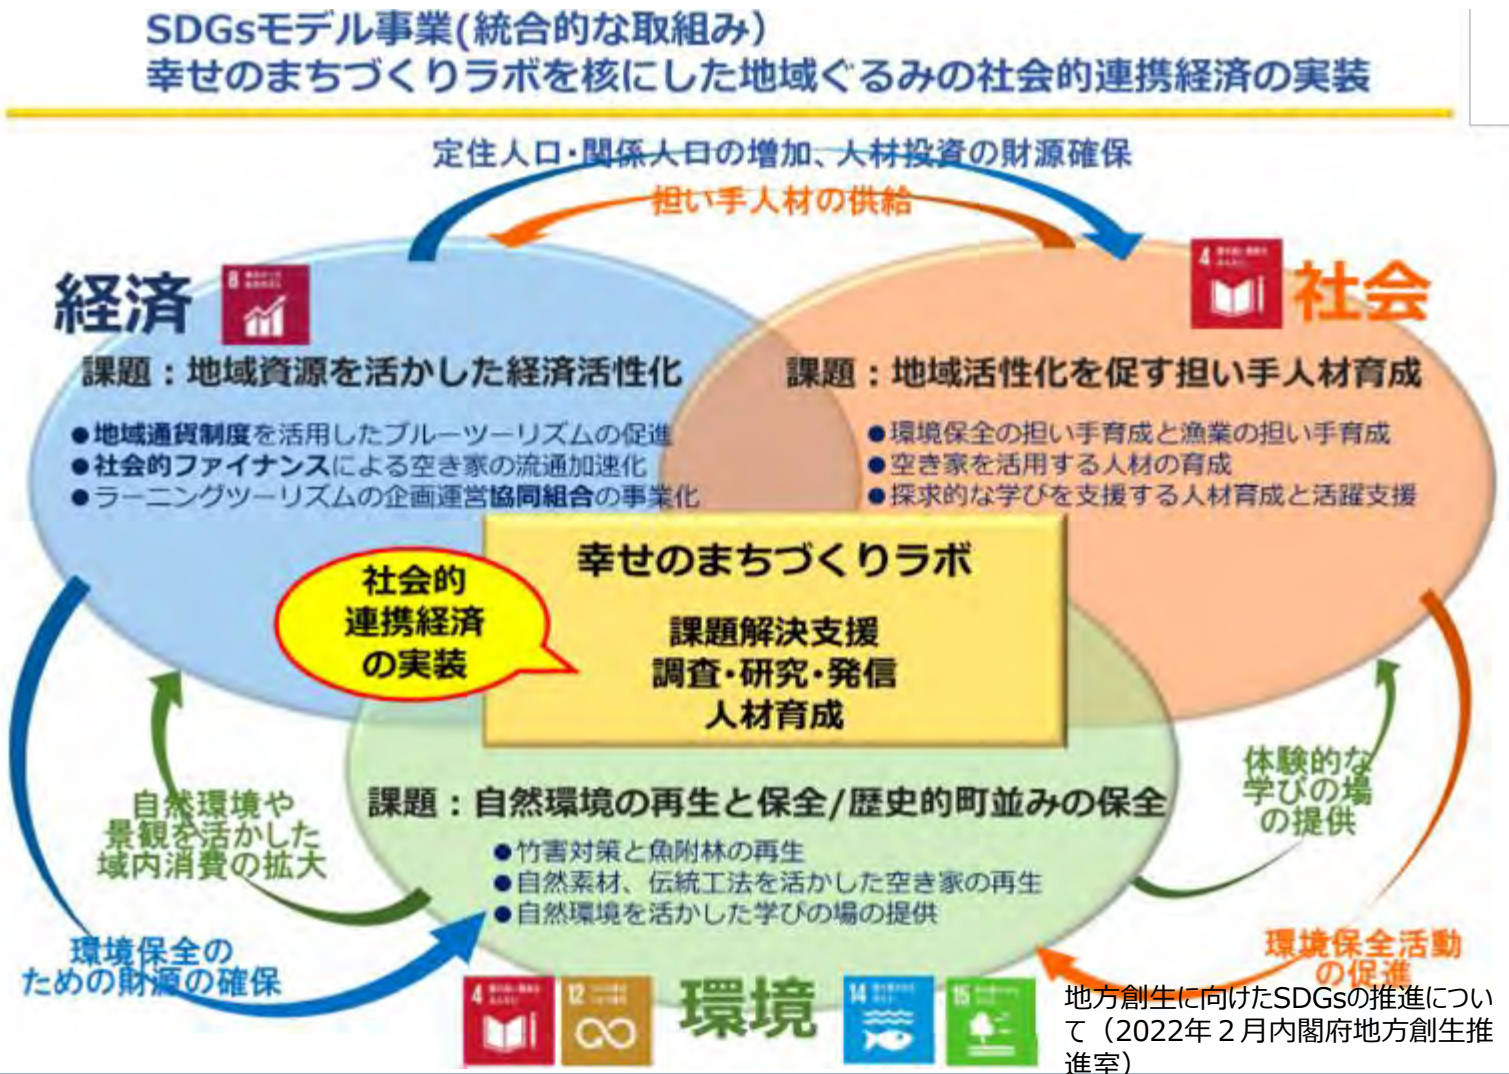 SDGsモデル事業(統合的な取組み)
幸せのまちづくりラボを核にした地域ぐるみの社会的連携経済の実装
定住人口・関係人口の増加、人材投資の財源確保
担い手人材の供給
経済
8
4
社会
課題：地域資源を活かした経済活性化
●地域通貨制度を活用したブルーツーリズムの促進
●社会的ファイナンスによる空き家の流通加速化
●ラーニングツーリズムの企画運営協同組合の事業化
課題：地域活性化を促す担い手人材育成
●環境保全の担い手育成と漁業の担い手育成
●空き家を活用する人材の育成
●探求的な学びを支援する人材育成と活躍支援
社会的
連携経済
の実装
幸せのまちづくりラボ
課題解決支援
調査・研究・発信
人材育成
自然環境や
景観を活かした
域内消費の拡大
体験的な
学びの場
の提供
課題：自然環境の再生と保全/歴史的町並みの保全
●竹害対策と魚附林の再生
●自然素材、伝統工法を活かした空き家の再生
●自然環境を活かした学びの場の提供
環境保全の
ための財源の確保
環境保全活動
の促進
4
12
環境
14
15
地方創生に向けたSDGsの推進につい
て（2022年２月内閣府地方創生推
進室）